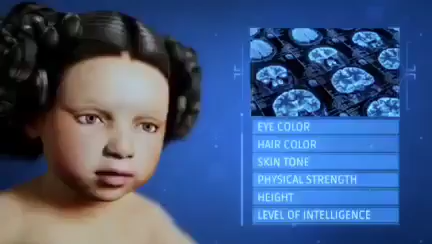 EYE COLOR
HAIR COLOR
SKIN TONE
PHYSICAL STRENGTH
HEIGHT
LEVEL OF INTELLIGENCE